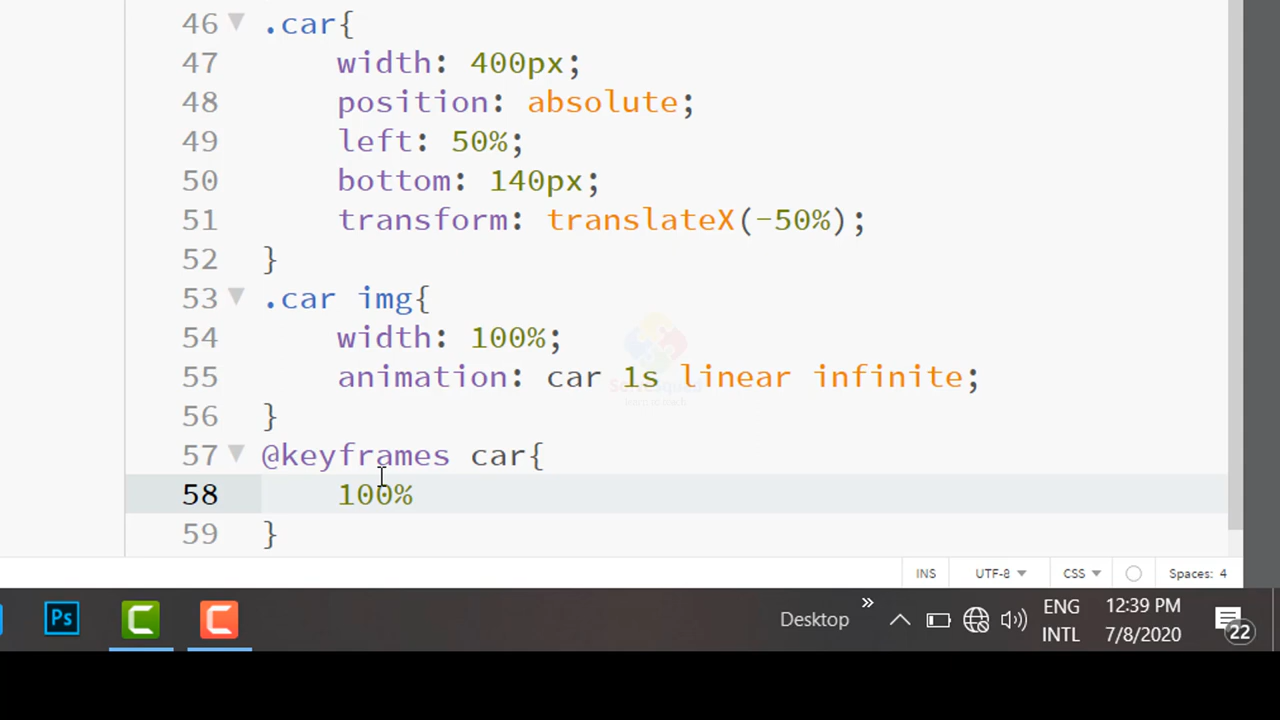 46 .car{
47 width: 400px;
48 position: absolute;
49 left: 50%;
50 bottom: 140px;
51 transform: translateX(-50%);
52 }
53 .car img{
54 width: 100%;
55 animation: car 1s linear infinite;
56 }
57 @keyframes car{
58 100%
59 }
INS UTF-8 CSS Spaces: 4
Ps Desktop ENG 12:39 PM
INTL 7/8/2020 22